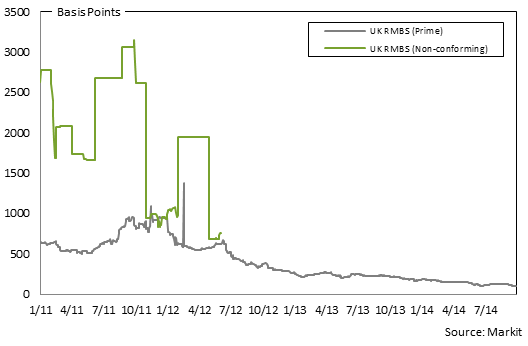 Basis Points
3500
3000
2500
2000
1500
1000
500
0
UK RMBS (Prime)
UK RMBS (Non-conforming)
1/11 4/11 7/11 10/11 1/12 4/12 7/12 10/12 1/13 4/13 7/13 10/13 1/14 4/14 7/14
Source: Markit